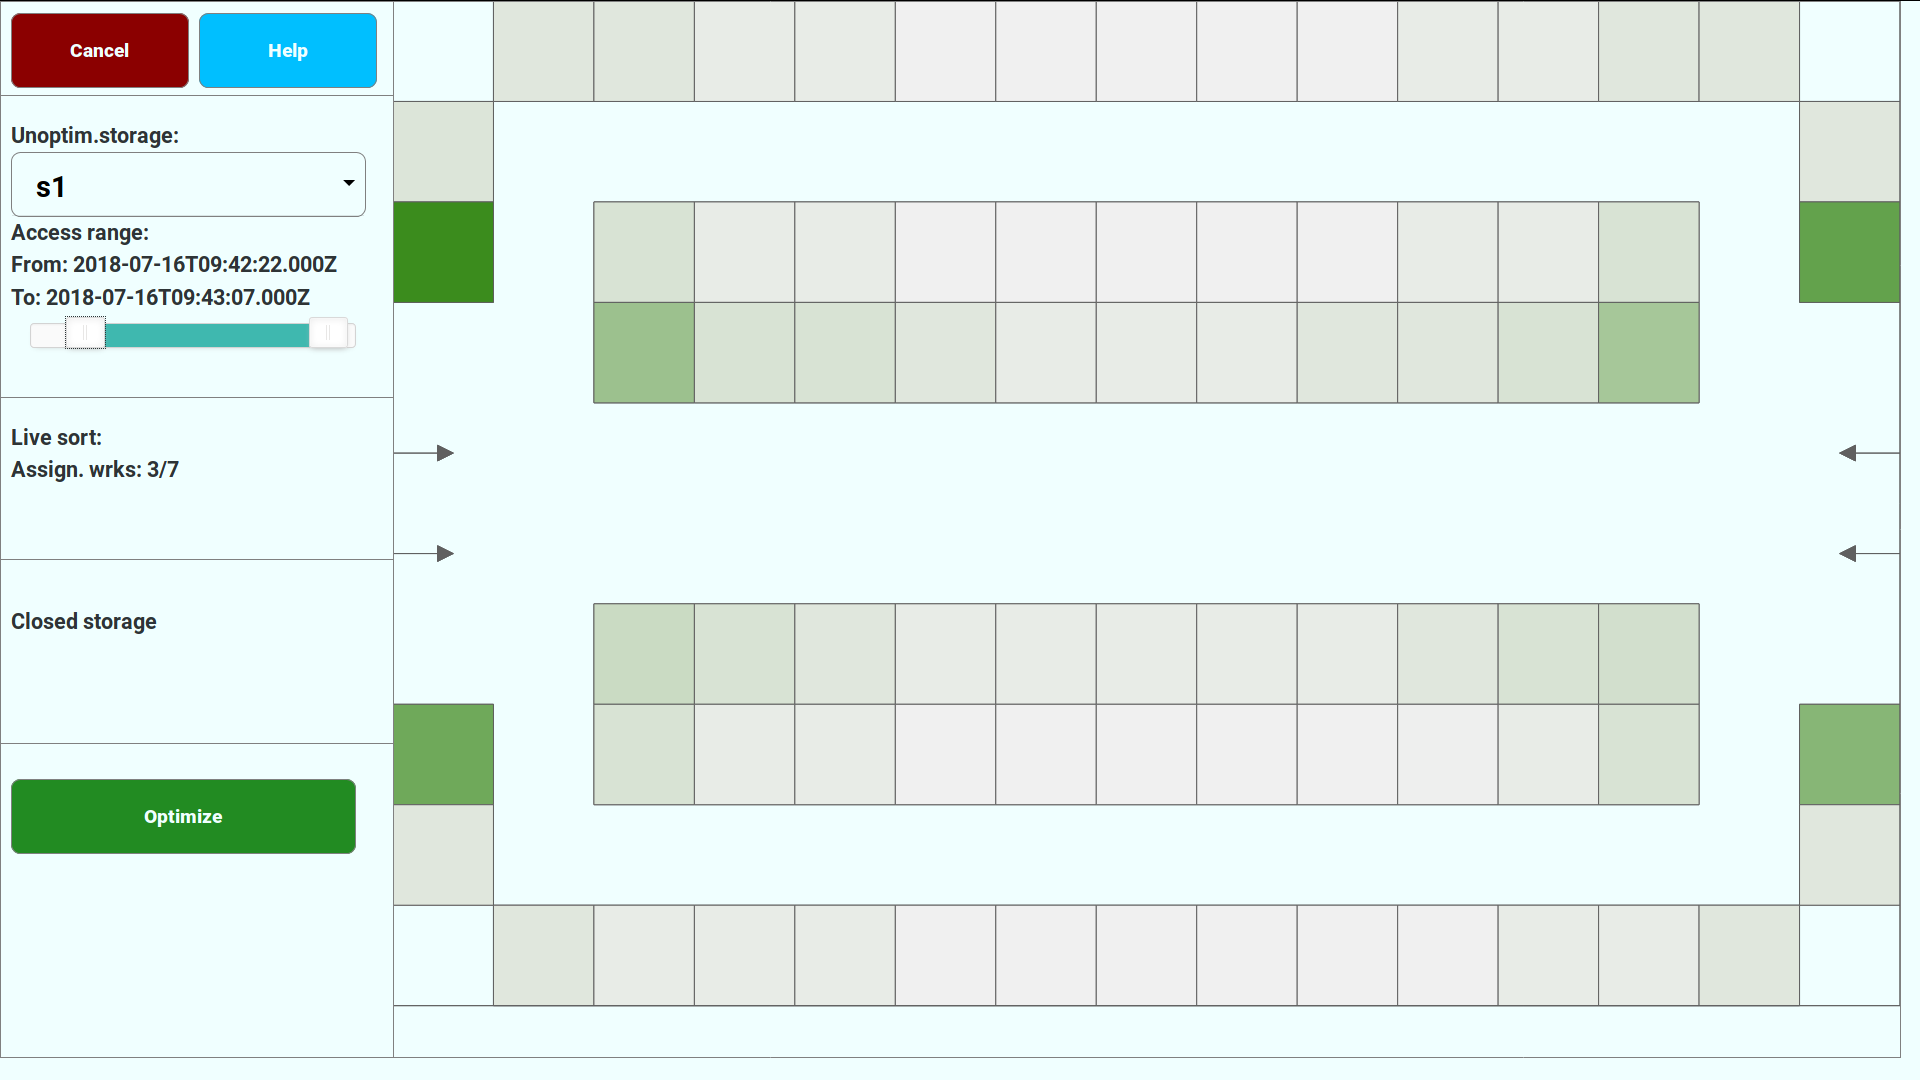 Cancel
Help
Unoptim.storage:
s1
Access range:
From: 2018-07-16T09:42:22.000Z
To: 2018-07-16T09:43:07.000Z
Live sort:
Assign. wrks: 3/7
Closed storage
Optimize